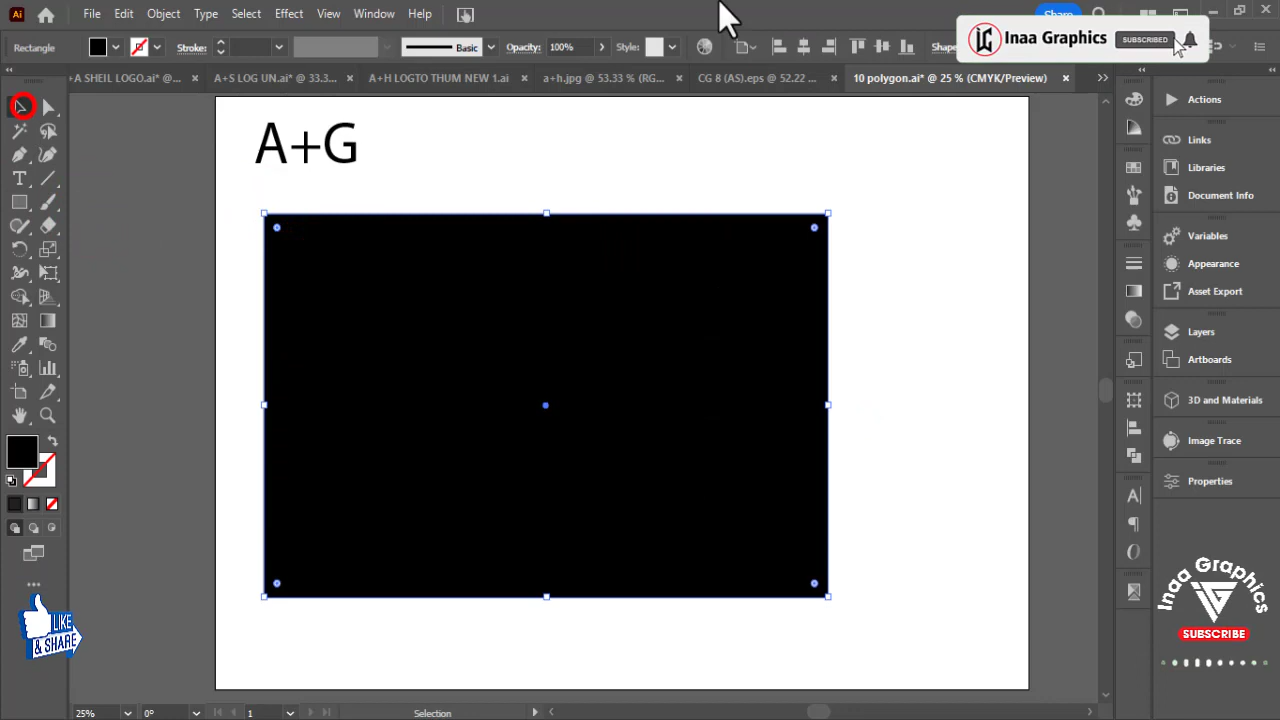 Ai File Edit Object Type Select Effect View Window Help Share
Rectangle Stroke: Basic Opacity: 100% Style: Shape
Inaa Graphics SUBSCRIBED
+A SHEIL LOGO.ai* @ ... A+S LOG UN.ai* @ 33.3... A+H LOGTO THUM NEW 1.ai a+h.jpg @ 53.33 % (RG... CG 8 (AS).eps @ 52.22 ... 10 polygon.ai* @ 25 % (CMYK/Preview)
A+G
Actions
Links
Libraries
Document Info
Variables
Appearance
Asset Export
Layers
Artboards
3D and Materials
Image Trace
Properties
LIKE
& SHARE
Inaa Graphics
SUBSCRIBE
25% 0° 1 Selection